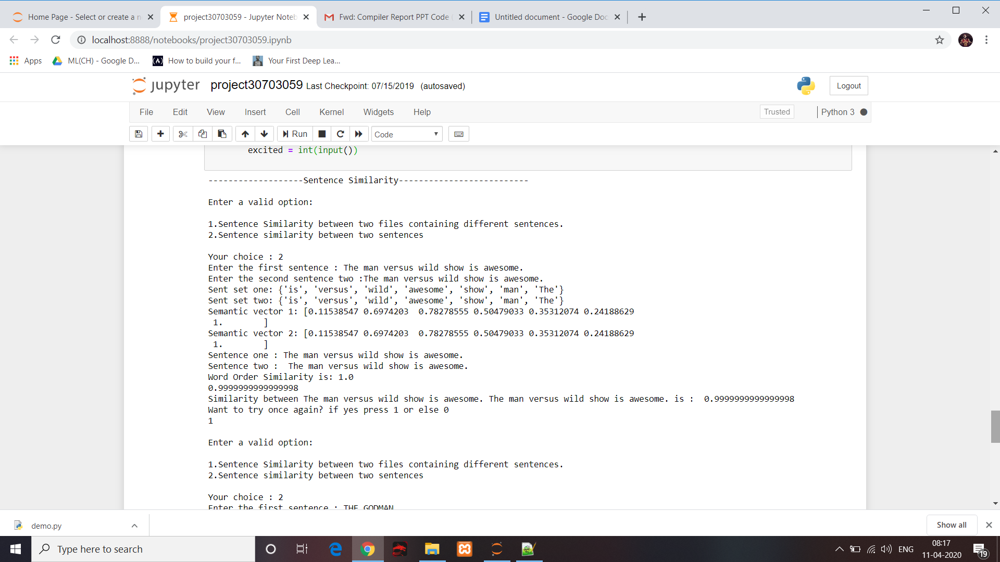 Home Page - Select or create a n
project30703059 - Jupyter Noteb
Fwd: Compiler Report PPT Code (
Untitled document - Google Doc
localhost:8888/notebooks/project30703059.ipynb
Apps
ML(CH) - Google D...
How to build your f...
Your First Deep Lea...
jupyter project30703059 Last Checkpoint: 07/15/2019 (autosaved)
Logout
File Edit View Insert Cell Kernel Widgets Help
Trusted
Python 3
Run
Code
excited = int(input())
-------------------Sentence Similarity--------------------------
Enter a valid option:
1.Sentence Similarity between two files containing different sentences.
2.Sentence similarity between two sentences
Your choice : 2
Enter the first sentence : The man versus wild show is awesome.
Enter the second sentence two :The man versus wild show is awesome.
Sent set one: {'is', 'versus', 'wild', 'awesome', 'show', 'man', 'The'}
Sent set two: {'is', 'versus', 'wild', 'awesome', 'show', 'man', 'The'}
Semantic vector 1: [0.11538547 0.6974203  0.78278555 0.50479033 0.35312074 0.24188629
 1.        ]
Semantic vector 2: [0.11538547 0.6974203  0.78278555 0.50479033 0.35312074 0.24188629
 1.        ]
Sentence one : The man versus wild show is awesome.
Sentence two :  The man versus wild show is awesome.
Word Order Similarity is: 1.0
0.9999999999999998
Similarity between The man versus wild show is awesome. The man versus wild show is awesome. is :  0.9999999999999998
Want to try once again? if yes press 1 or else 0
1
Enter a valid option:
1.Sentence Similarity between two files containing different sentences.
2.Sentence similarity between two sentences
Your choice : 2
Enter the first sentence : THE GODMAN
demo.py
Show all
Type here to search
ENG
08:17
11-04-2020
19